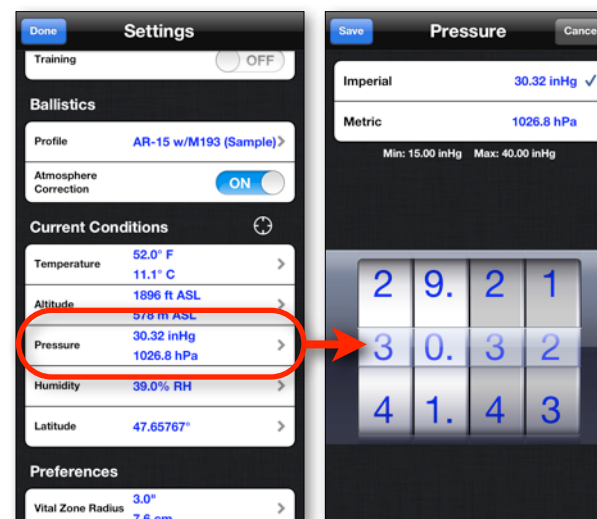 Done Settings
Training OFF
Ballistics
Profile AR-15 w/M193 (Sample)
Atmosphere
Correction ON
Current Conditions
Temperature 52.0° F
11.1° C
Altitude 1896 ft ASL
578 m ASL
Pressure 30.32 inHg
1026.8 hPa
Humidity 39.0% RH
Latitude 47.65767°
Preferences
Vital Zone Radius 3.0"
7.6 cm
Save Pressure Cance
Imperial 30.32 inHg ✓
Metric 1026.8 hPa
Min: 15.00 inHg Max: 40.00 inHg
2 9. 2 1
3 0. 3 2
4 1. 4 3